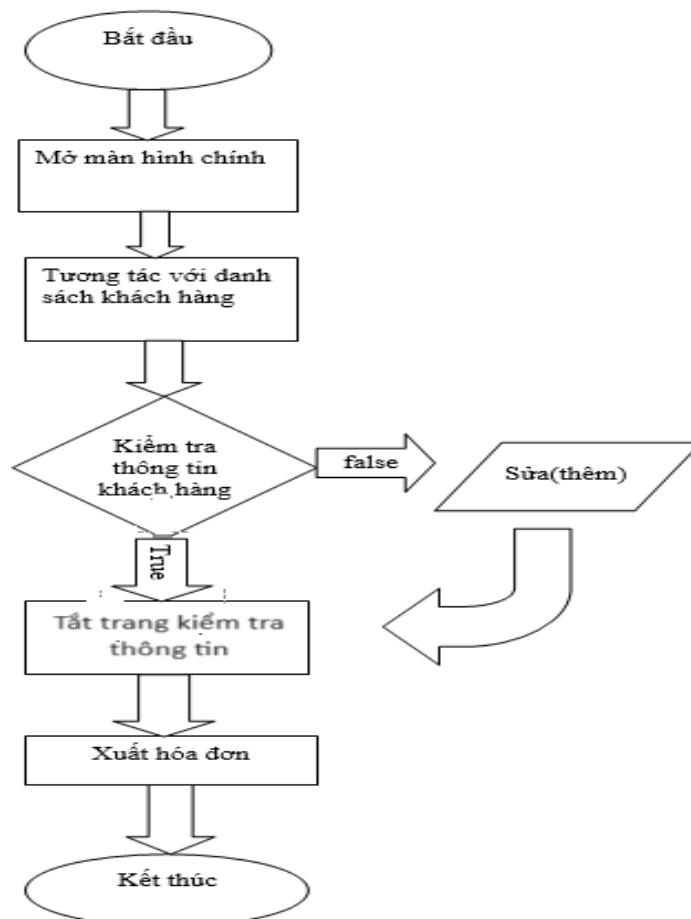 Bắt đầu
Mở màn hình chính
Tương tác với danh
sách khách hàng
Kiểm tra
thông tin
khách hàng
false
Sửa(thêm)
True
Tắt trang kiểm tra
thông tin
Xuất hóa đơn
Kết thúc